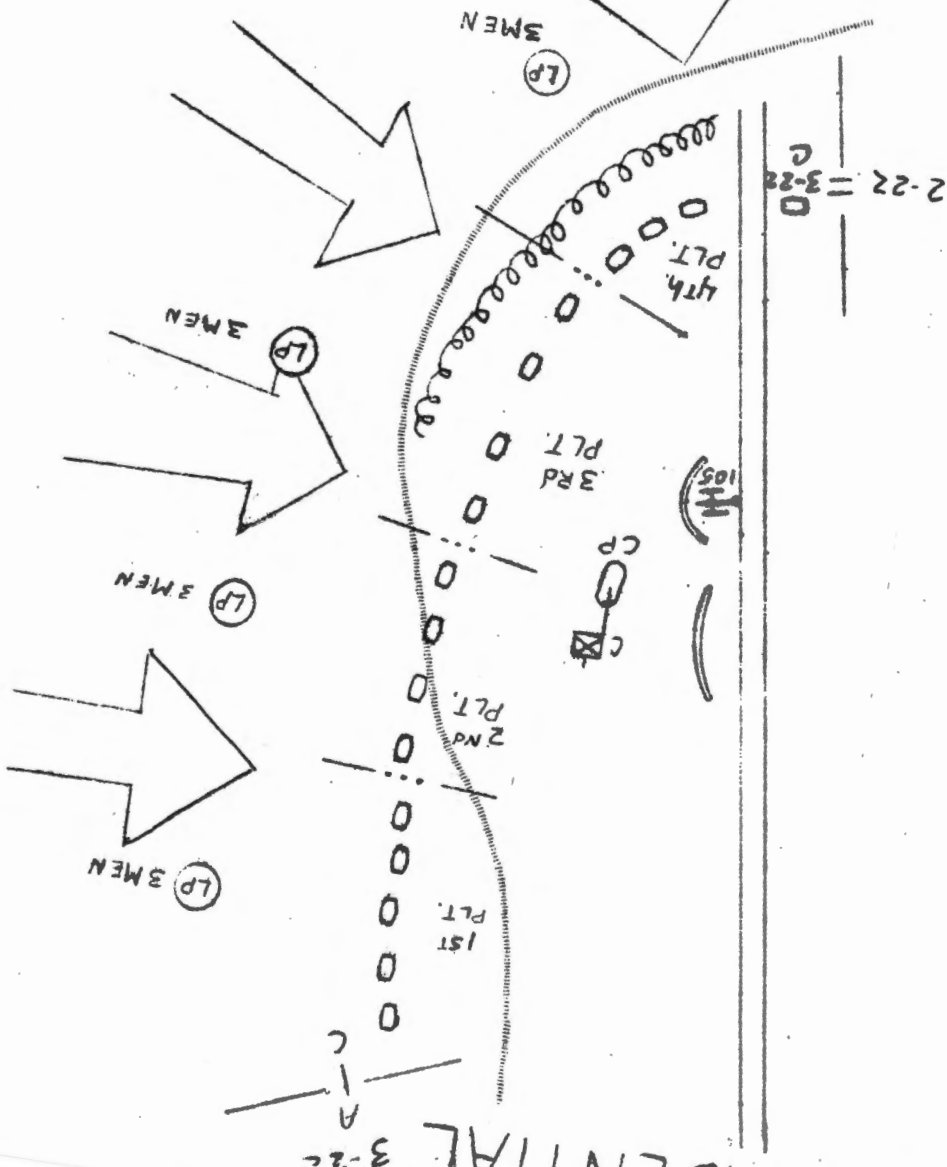 ENTIAL
3-22
A
C
1ST
PLT.
LP 3 MEN
2Nd
PLT.
C
CP
LP 3 MEN
105
3Rd
PLT.
LP
3 MEN
4Th.
PLT.
2-22
3-22
C
LP
3 MEN